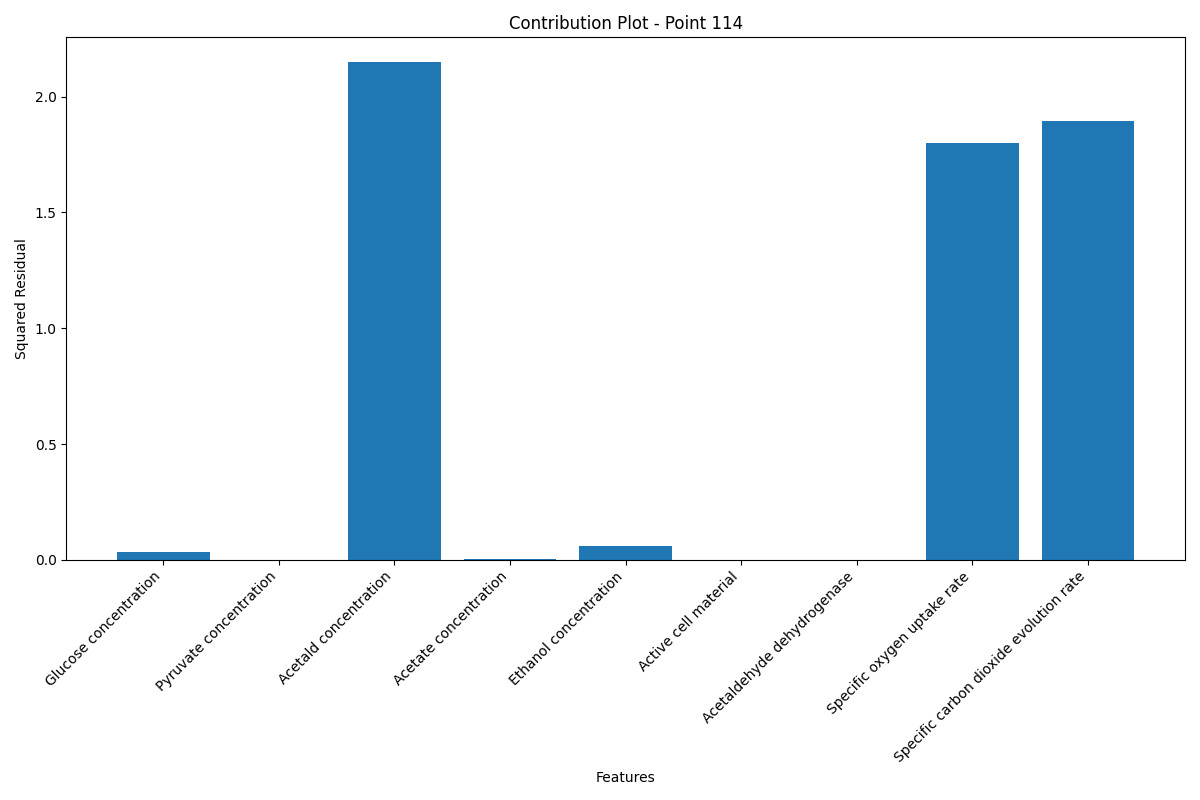 Contribution Plot - Point 114
Squared Residual
2.0
1.5
1.0
0.5
0.0
Glucose concentration
Pyruvate concentration
Acetald concentration
Acetate concentration
Ethanol concentration
Active cell material
Acetaldehyde dehydrogenase
Specific oxygen uptake rate
Specific carbon dioxide evolution rate
Features